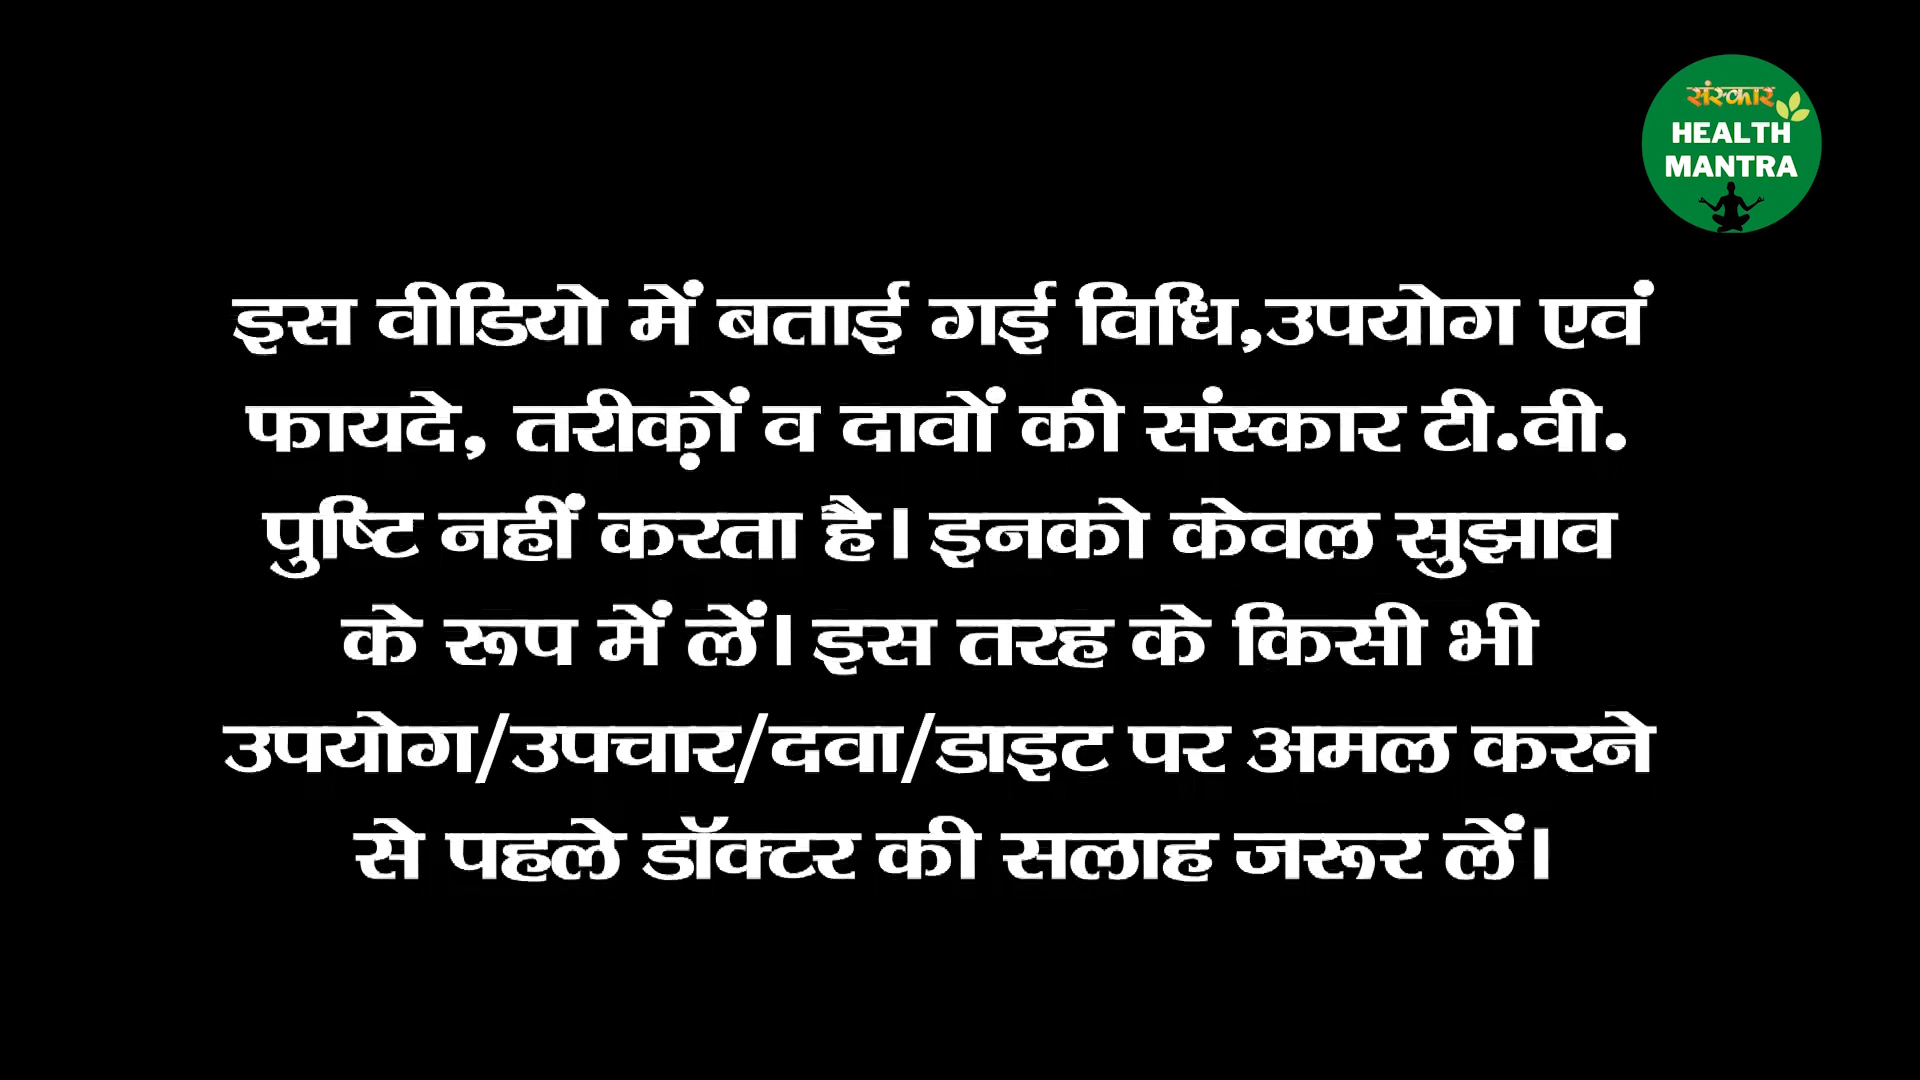 संस्कार
HEALTH
MANTRA
इस वीडियो में बताई गई विधि,उपयोग एवं
फायदे, तरीक़ों व दावों की संस्कार टी.वी.
पुष्टि नहीं करता है। इनको केवल सुझाव
के रूप में लें। इस तरह के किसी भी
उपयोग/उपचार/दवा/डाइट पर अमल करने
से पहले डॉक्टर की सलाह जरूर लें।